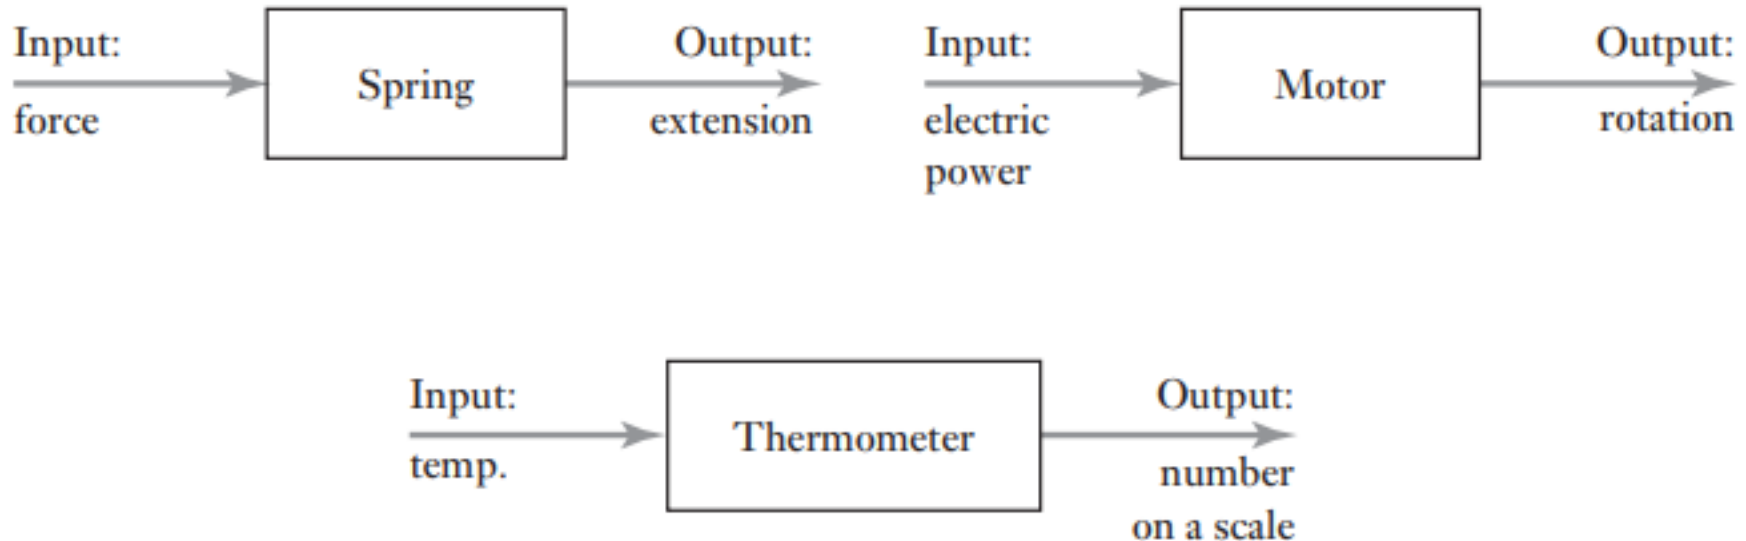 Input:
force
Spring
Output:
extension
Input:
electric
power
Motor
Output:
rotation
Input:
temp.
Thermometer
Output:
number
on a scale